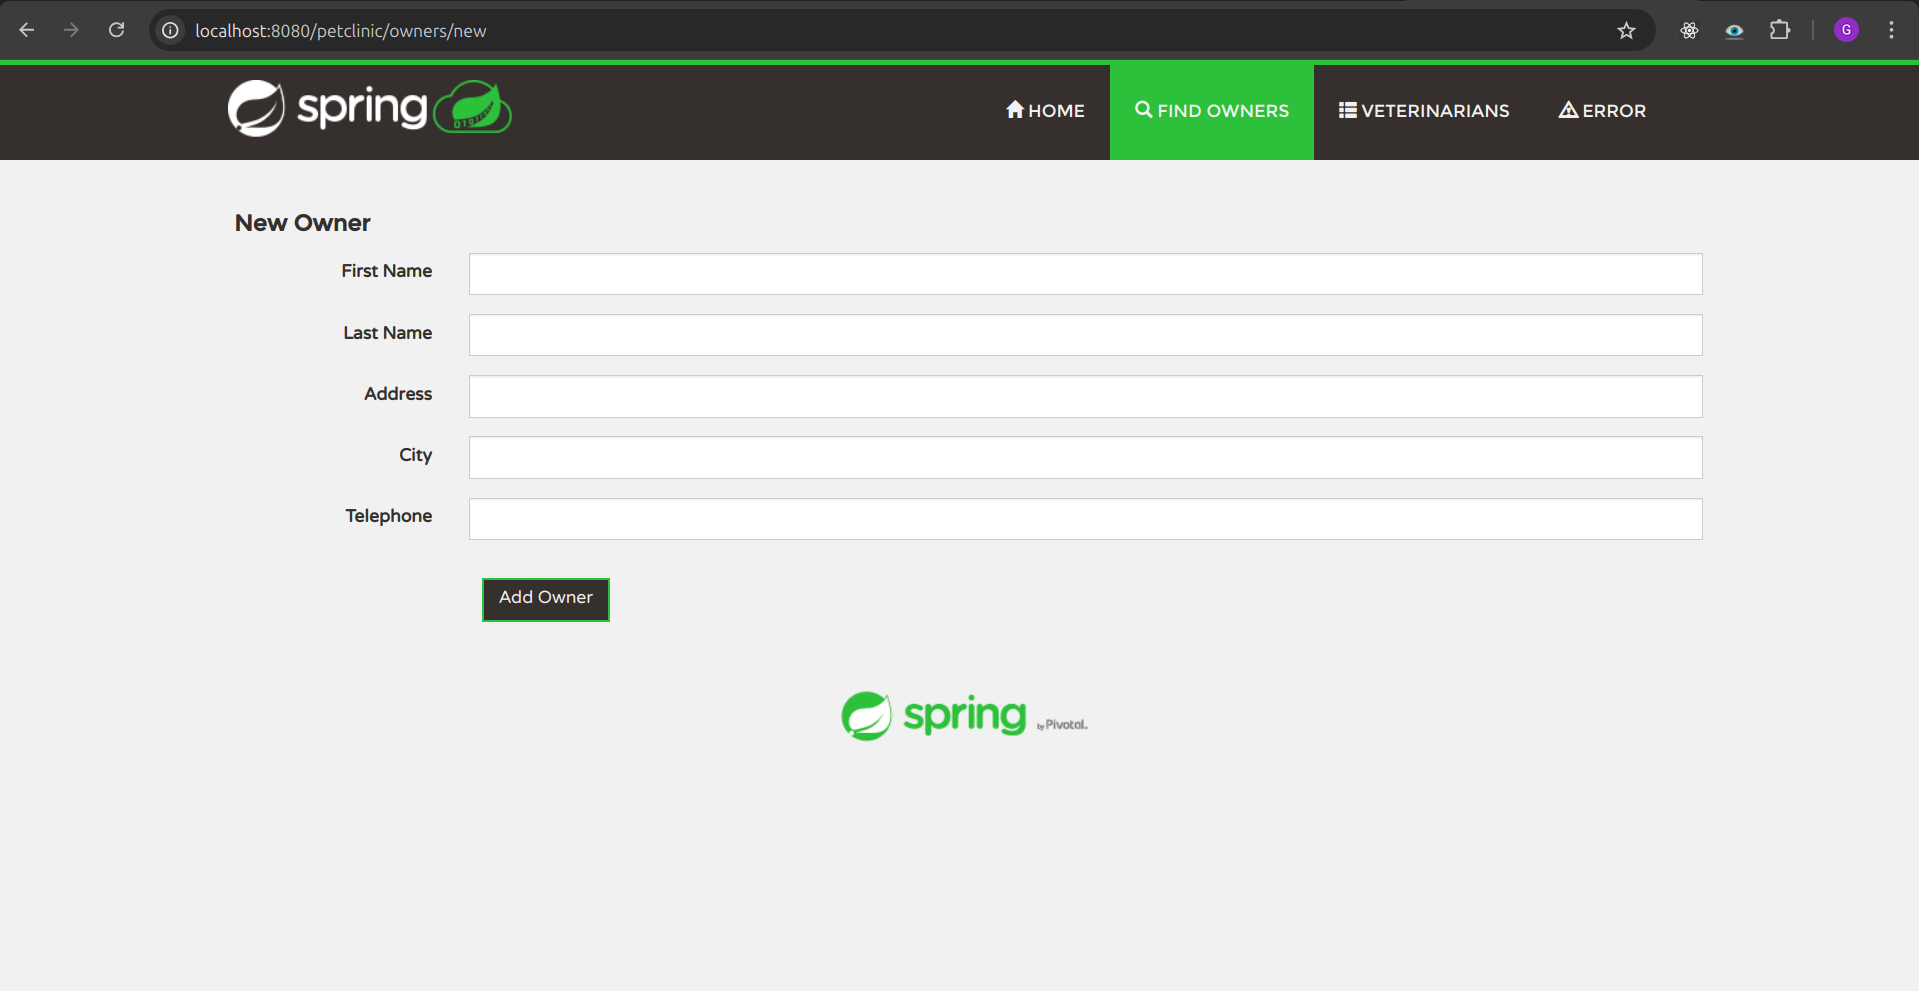 localhost:8080/petclinic/owners/new
G
spring
HOME
FIND OWNERS
VETERINARIANS
ERROR
New Owner
First Name
Last Name
Address
City
Telephone
Add Owner
spring by Pivotal